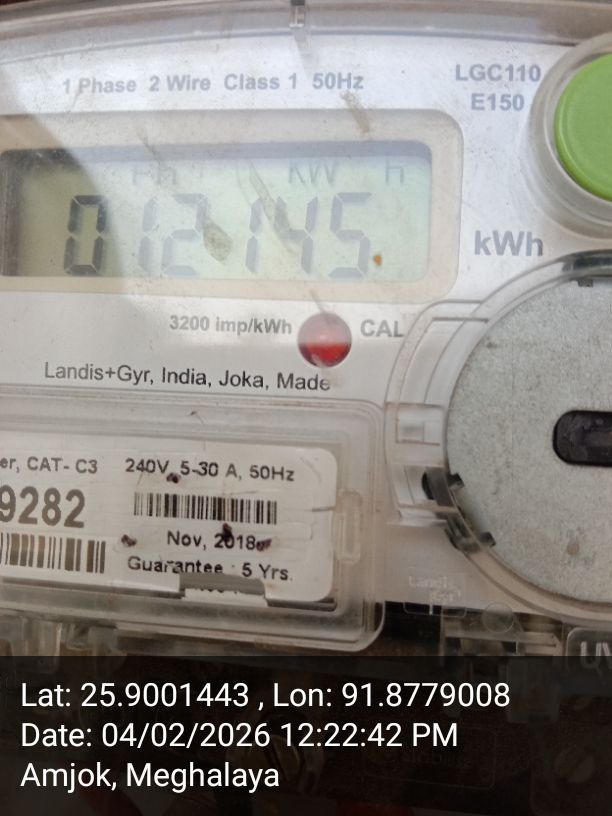 1 Phase 2 Wire Class 1 50Hz
LGC110
E150
KW h
012145
kWh
3200 imp/kWh CAL
Landis+Gyr, India, Joka, Made
er, CAT- C3
240V, 5-30 A, 50Hz
9282
Nov, 2018
Guarantee : 5 Yrs.
Landis
Gyr
Lat: 25.9001443 , Lon: 91.8779008
Date: 04/02/2026 12:22:42 PM
Amjok, Meghalaya